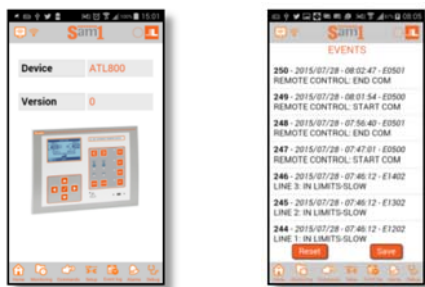 15:01
Sam1
Device ATL800
Version 0
08:05
Sam1
EVENTS
250 - 2015/07/28 - 08:02:47 - E0501
REMOTE CONTROL: END COM
249 - 2015/07/28 - 08:01:54 - E0500
REMOTE CONTROL: START COM
248 - 2015/07/28 - 07:56:40 - E0501
REMOTE CONTROL: END COM
247 - 2015/07/28 - 07:47:01 - E0500
REMOTE CONTROL: START COM
246 - 2015/07/28 - 07:46:12 - E1402
LINE 3: IN LIMITS-SLOW
245 - 2015/07/28 - 07:46:12 - E1302
LINE 2: IN LIMITS-SLOW
244 - 2015/07/28 - 07:46:12 - E1202
LINE 1: IN LIMITS-SLOW
Reset Save